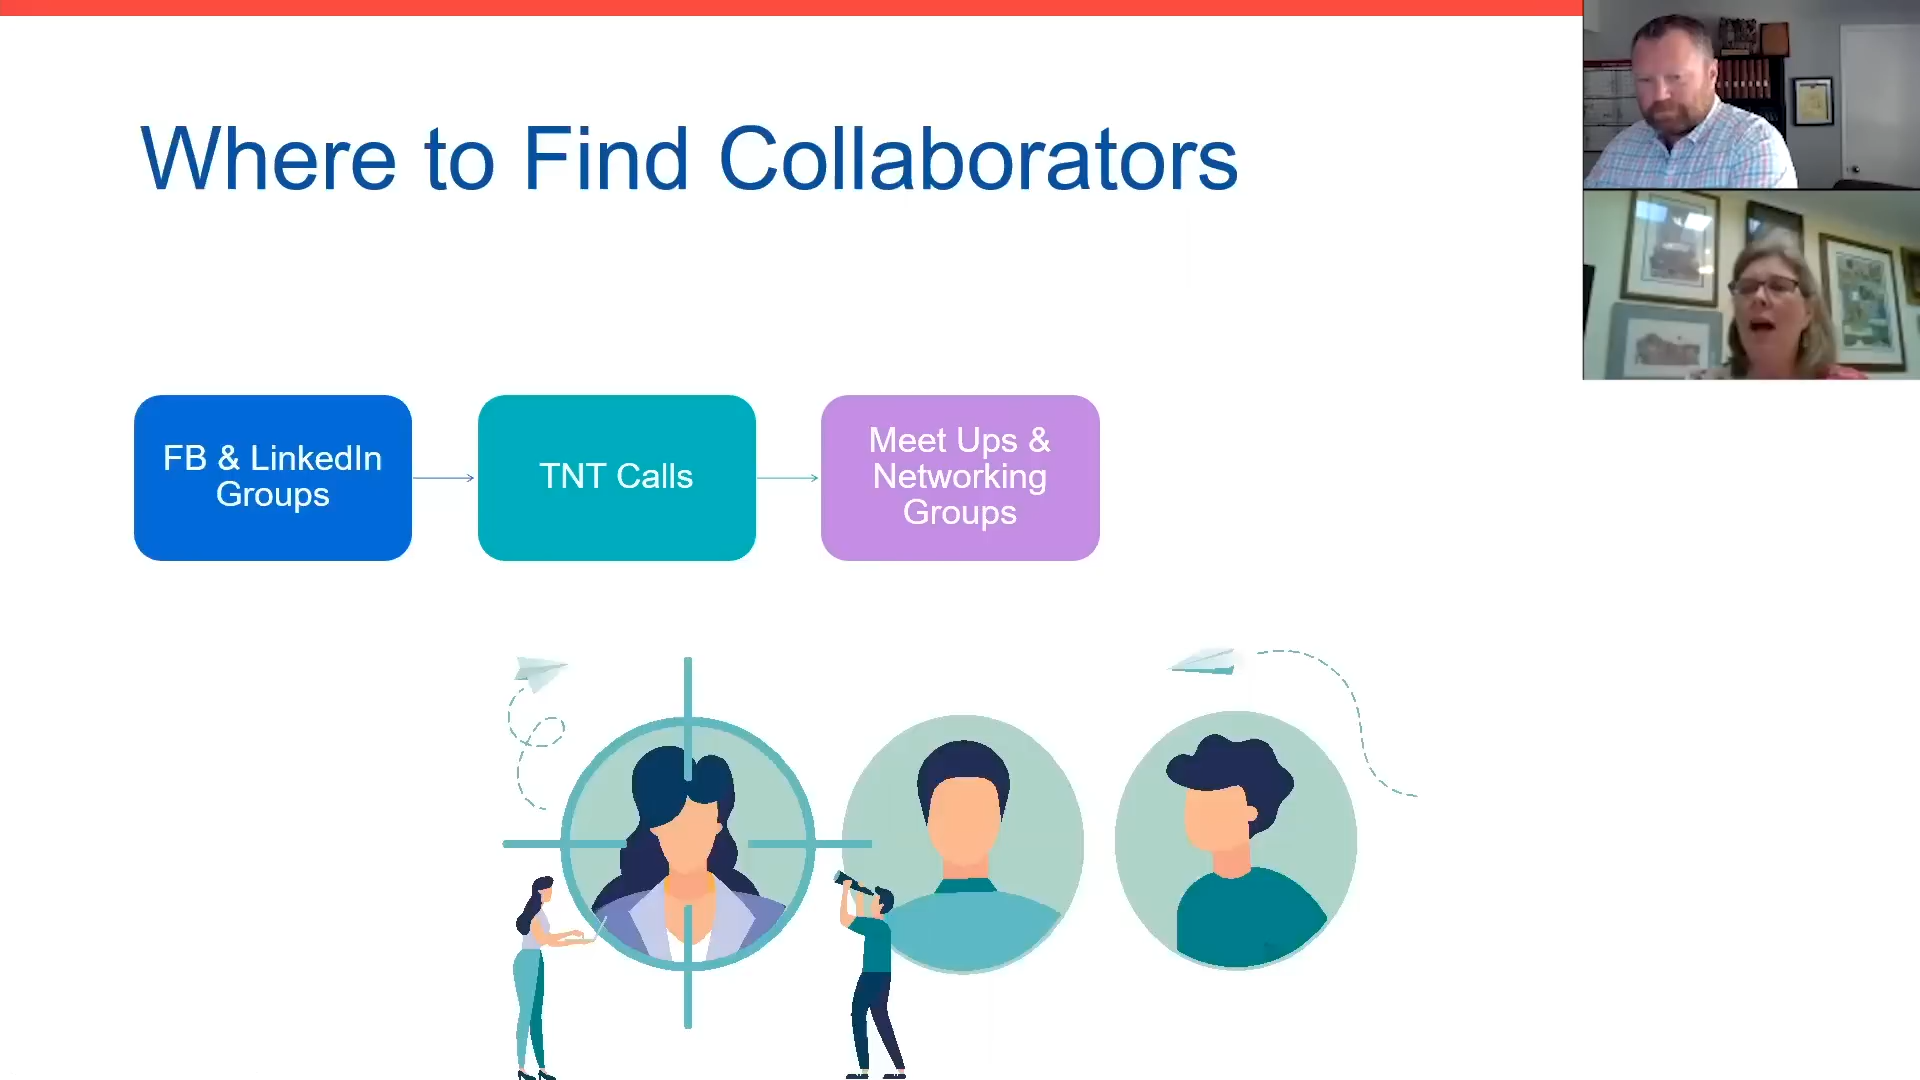 Where to Find Collaborators
FB & LinkedIn
Groups
TNT Calls
Meet Ups &
Networking
Groups